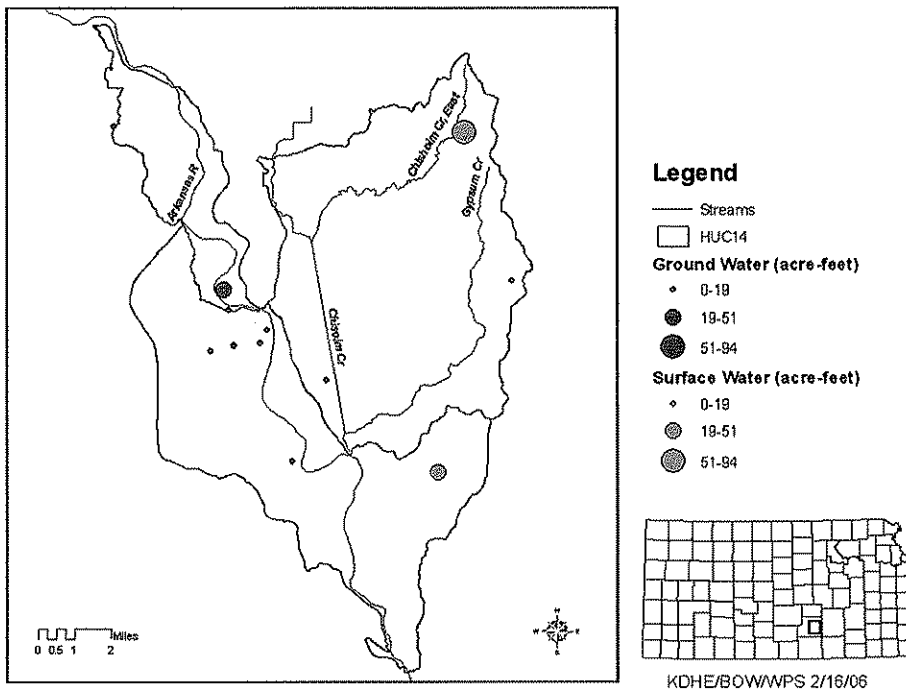 Chisholm Cr, East
Gypsum Cr
Arkansas R
Chisolm Cr
Miles
0 0.5 1 2
Legend
Streams
HUC14
Ground Water (acre-feet)
0-19
19-51
51-94
Surface Water (acre-feet)
0-19
19-51
51-94
KDHE/BOW/WPS 2/16/06